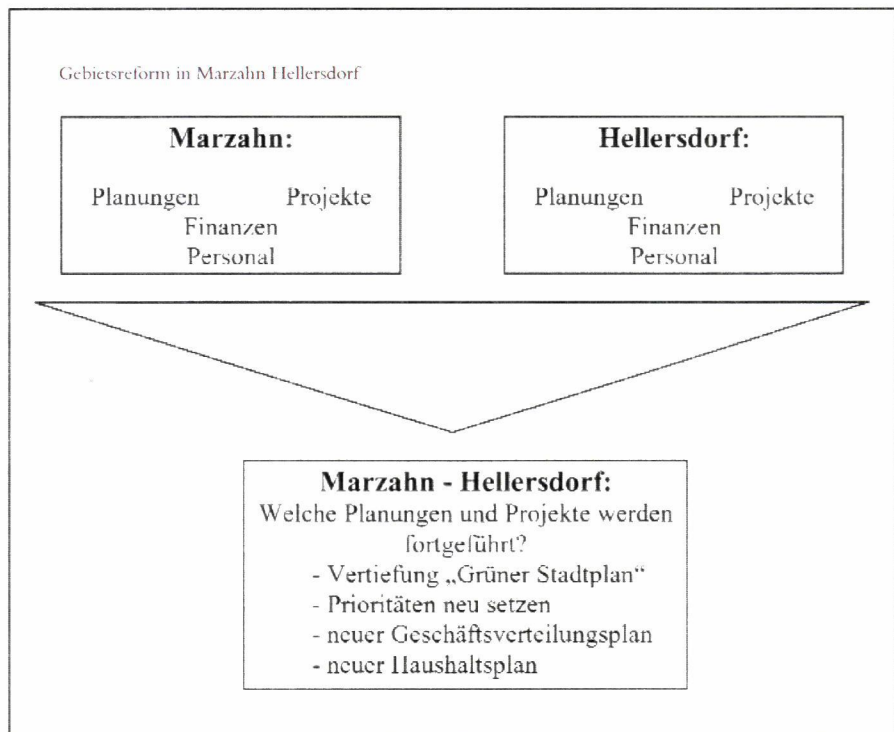 Gebietsreform in Marzahn Hellersdorf
Marzahn:
Planungen Projekte
Finanzen
Personal
Hellersdorf:
Planungen Projekte
Finanzen
Personal
Marzahn - Hellersdorf:
Welche Planungen und Projekte werden
fortgeführt?
- Vertiefung „Grüner Stadtplan“
- Prioritäten neu setzen
- neuer Geschäftsverteilungsplan
- neuer Haushaltsplan